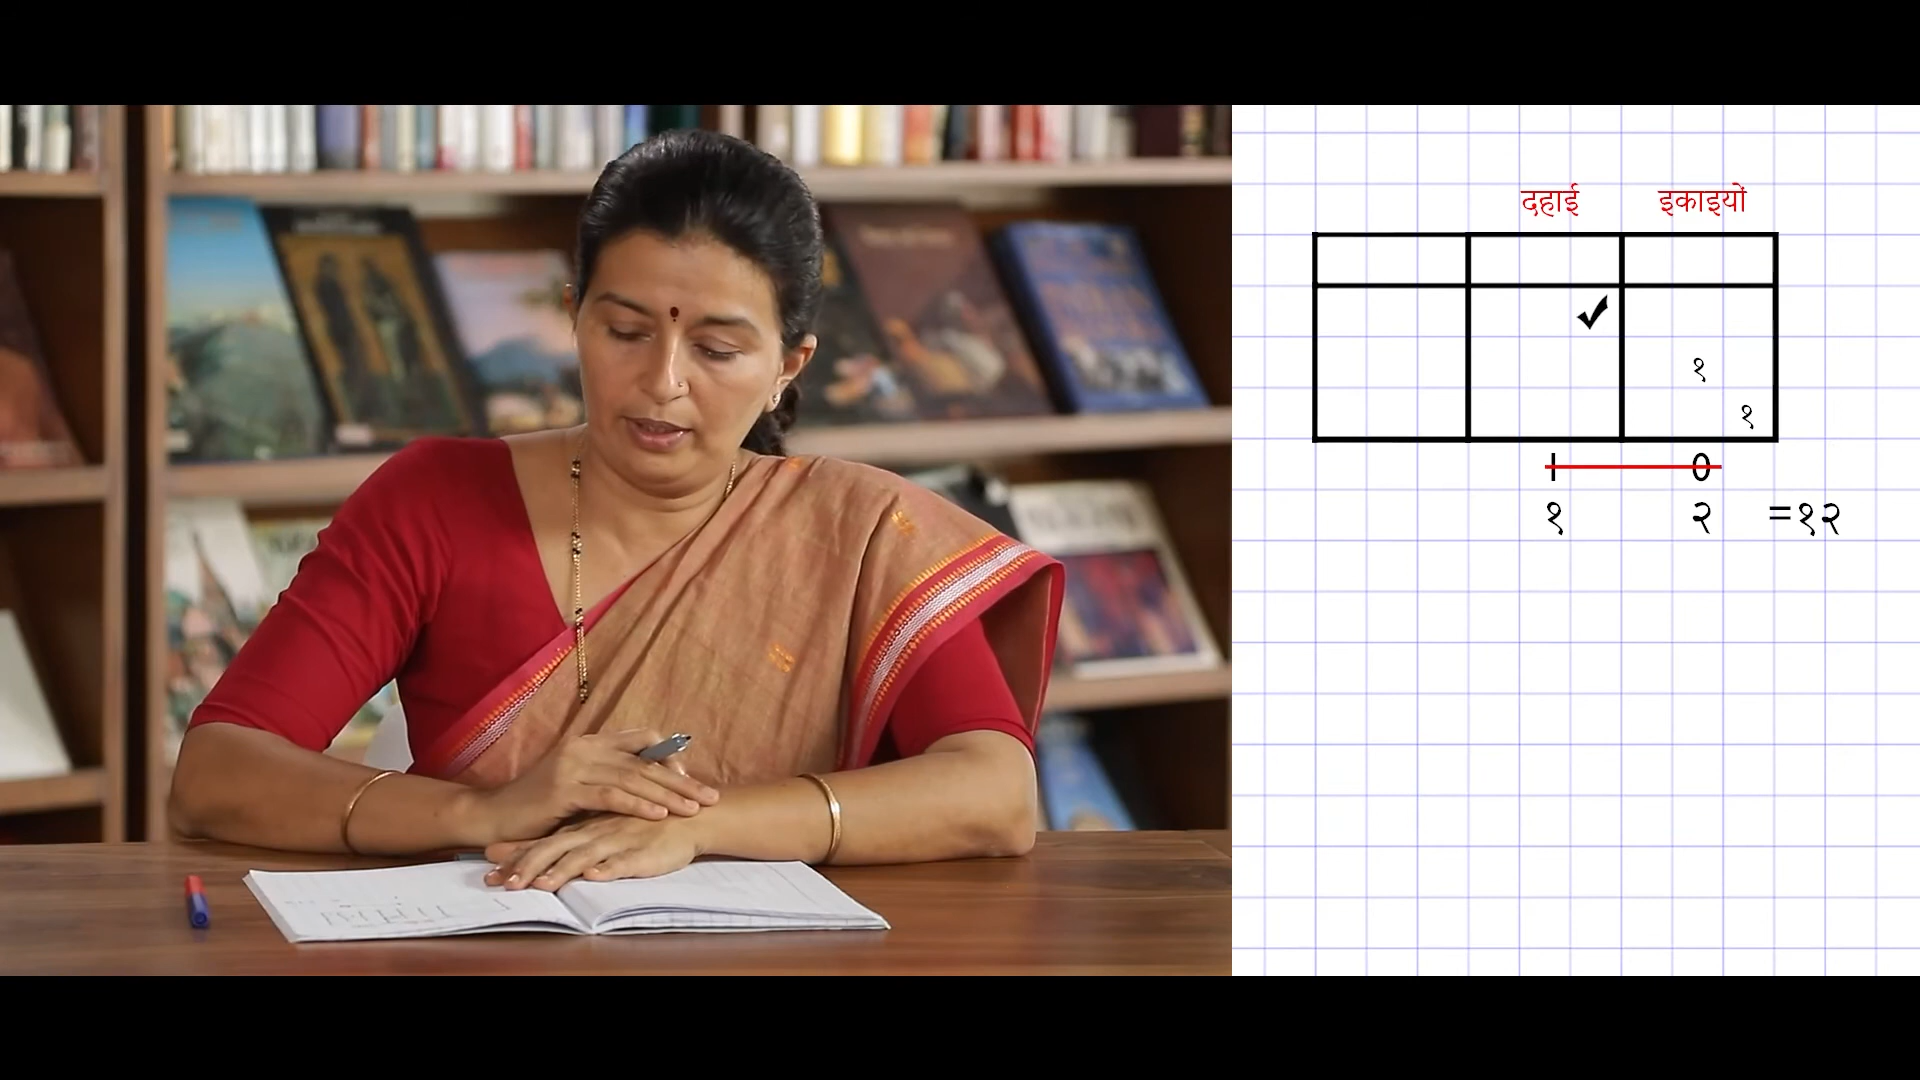 दहाई इकाइयों
✓
१
१
1 0
१ २ =१२